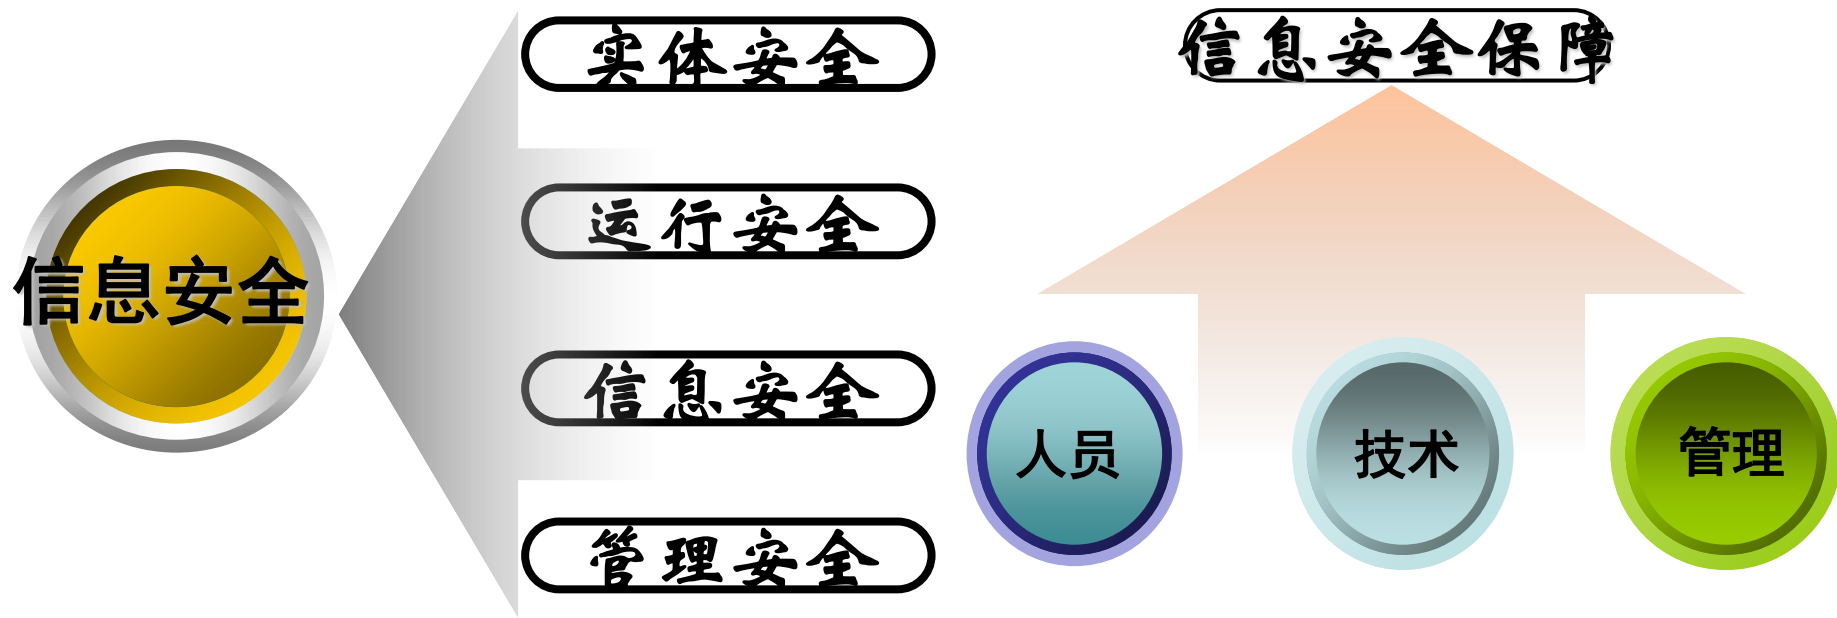 信息安全
实体安全
运行安全
信息安全
管理安全
信息安全保障
人员
技术
管理